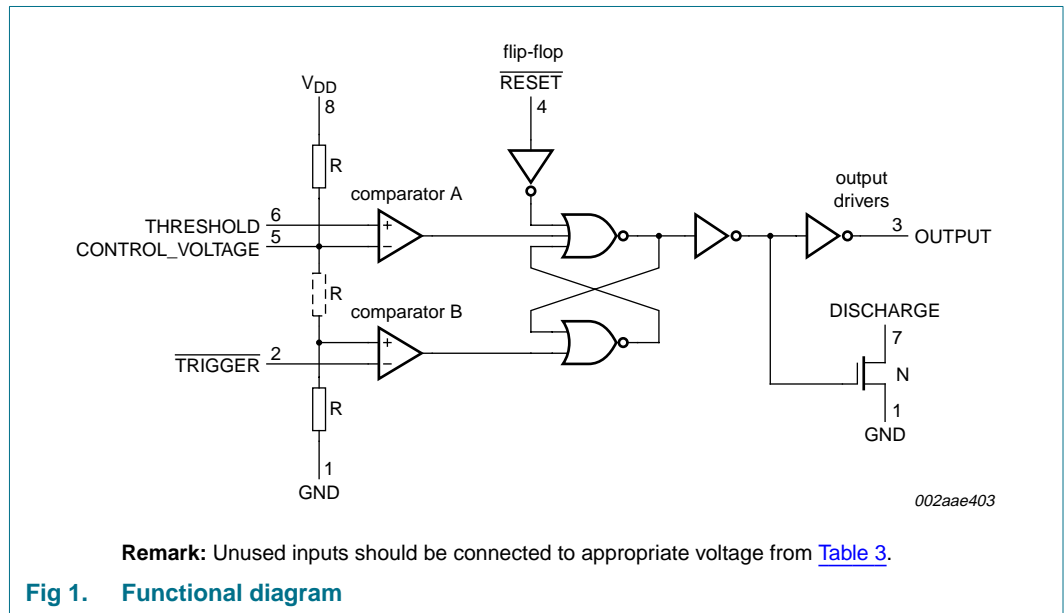 flip-flop
RESET
4
VDD
8
R
comparator A
output
drivers
THRESHOLD 6
+
3 OUTPUT
CONTROL_VOLTAGE 5
−
R
comparator B
DISCHARGE
7
+
TRIGGER 2
−
N
R
1
GND
1
GND
002aae403
Remark: Unused inputs should be connected to appropriate voltage from Table 3.
Fig 1. Functional diagram